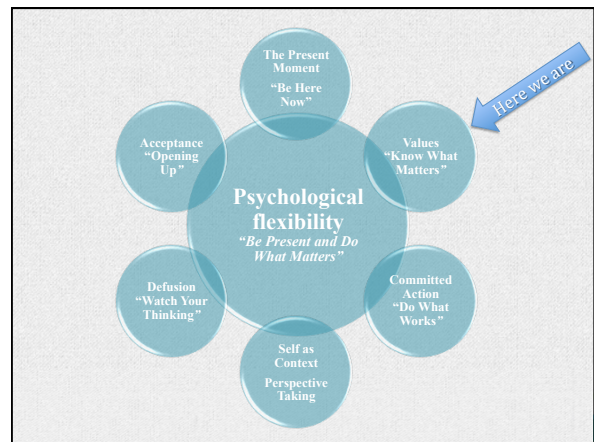 The Present
Moment
“Be Here
Now”
Here we are
Values
“Know What
Matters”
Acceptance
“Opening
Up”
Psychological
flexibility
“Be Present and Do
What Matters”
Committed
Action
“Do What
Works”
Defusion
“Watch Your
Thinking”
Self as
Context
Perspective
Taking